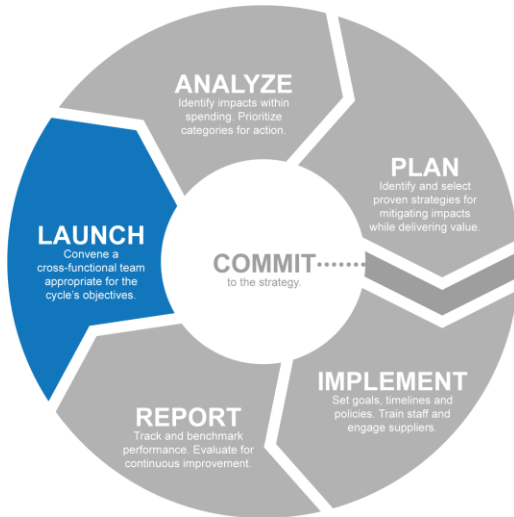 ANALYZE
Identify impacts within
spending. Prioritize
categories for action.
PLAN
Identify and select
proven strategies for
mitigating impacts
while delivering value.
LAUNCH
Convene a
cross-functional team
appropriate for the
cycle's objectives.
COMMIT
to the strategy.
IMPLEMENT
Set goals, timelines and
policies. Train staff and
engage suppliers.
REPORT
Track and benchmark
performance. Evaluate for
continuous improvement.